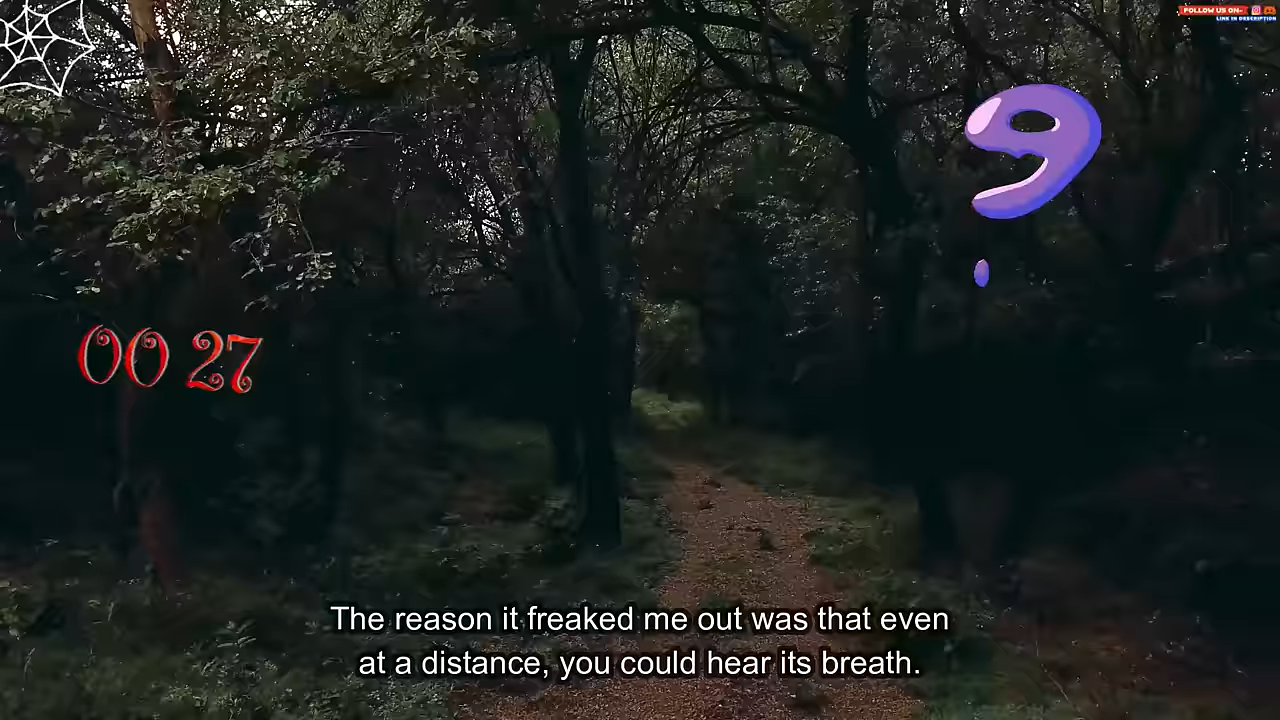 FOLLOW US ON-
LINK IN DESCRIPTION
9
00 27
The reason it freaked me out was that even
at a distance, you could hear its breath.